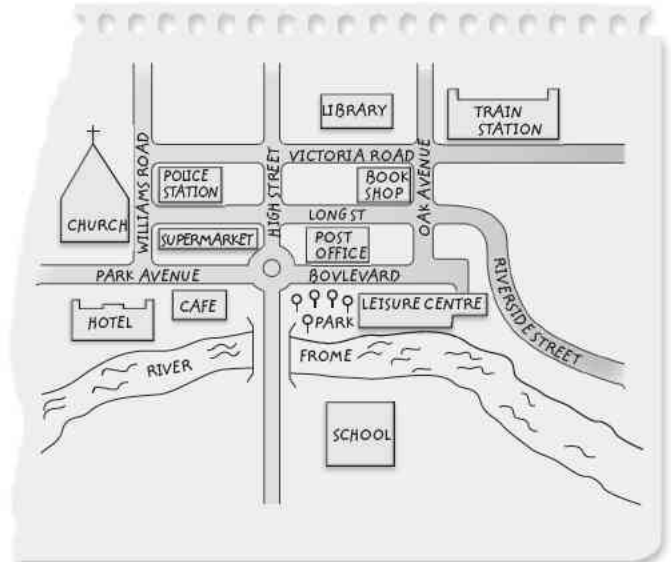 LIBRARY
TRAIN
STATION
WILLIAMS ROAD
HIGH STREET
VICTORIA ROAD
OAK AVENUE
POLICE
STATION
BOOK
SHOP
CHURCH
LONG ST
SUPERMARKET
POST
OFFICE
PARK AVENUE
BOVLEVARD
RIVERSIDE STREET
HOTEL
CAFE
PARK
LEISURE CENTRE
RIVER
FROME
SCHOOL